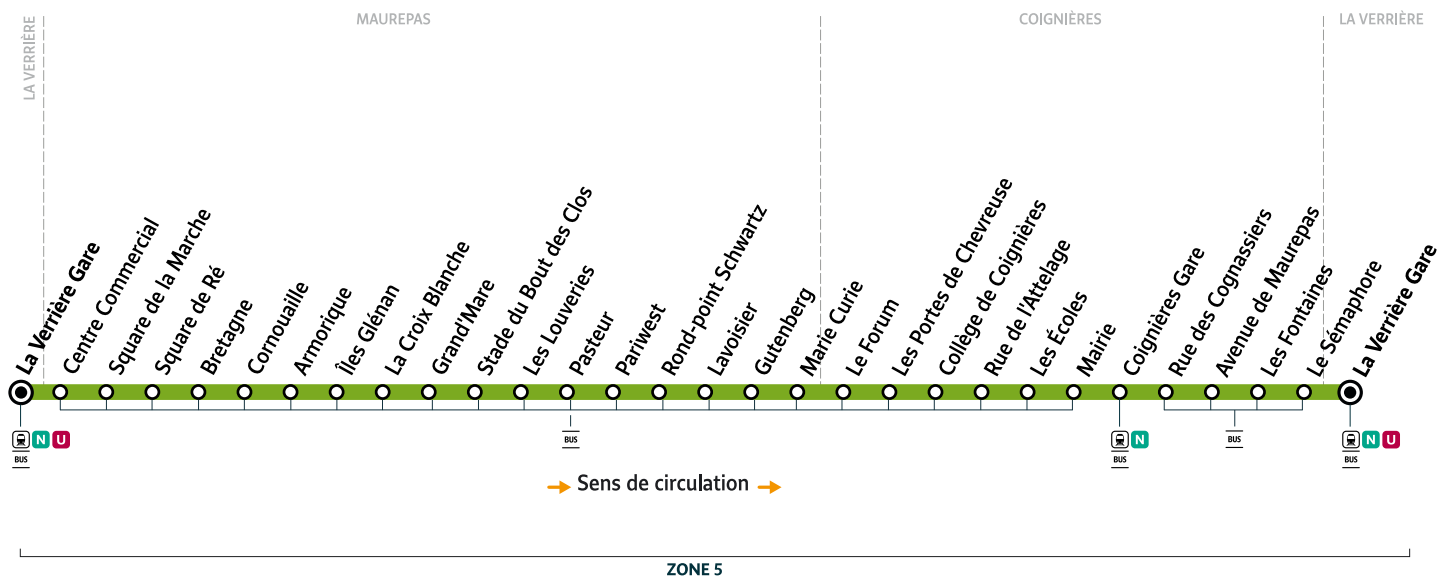 LA VERRIÈRE
MAUREPAS
COIGNIÈRES
LA VERRIÈRE
La Verrière Gare
Centre Commercial
Square de la Marche
Square de Ré
Bretagne
Cornouaille
Armorique
Îles Glénan
La Croix Blanche
Grand'Mare
Stade du Bout des Clos
Les Louveries
Pasteur
Pariwest
Rond-point Schwartz
Lavoisier
Gutenberg
Marie Curie
Le Forum
Les Portes de Chevreuse
Collège de Coignières
Rue de l'Attelage
Les Écoles
Mairie
Coignières Gare
Rue des Cognassiers
Avenue de Maurepas
Les Fontaines
Le Sémaphore
La Verrière Gare
N U
BUS
BUS
N
BUS
BUS
N U
BUS
Sens de circulation
ZONE 5